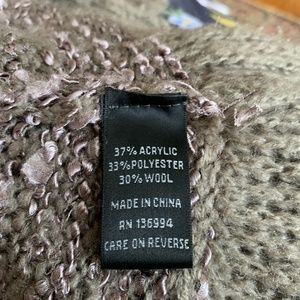 37% ACRYLIC
33% POLYESTER
30% WOOL
MADE IN CHINA
RN 136994
CARE ON REVERSE